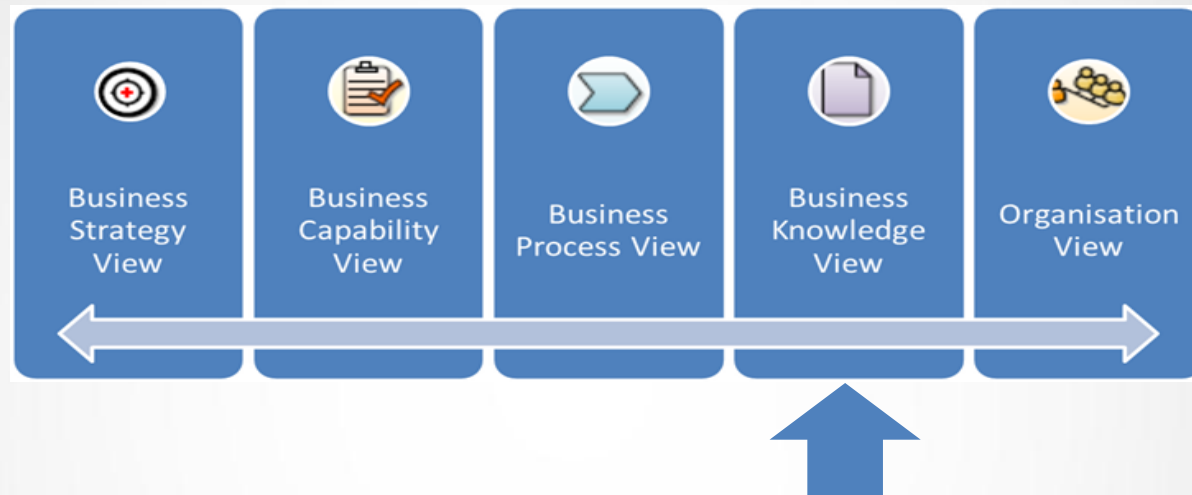 Business
Strategy
View
Business
Capability
View
Business
Process View
Business
Knowledge
View
Organisation
View